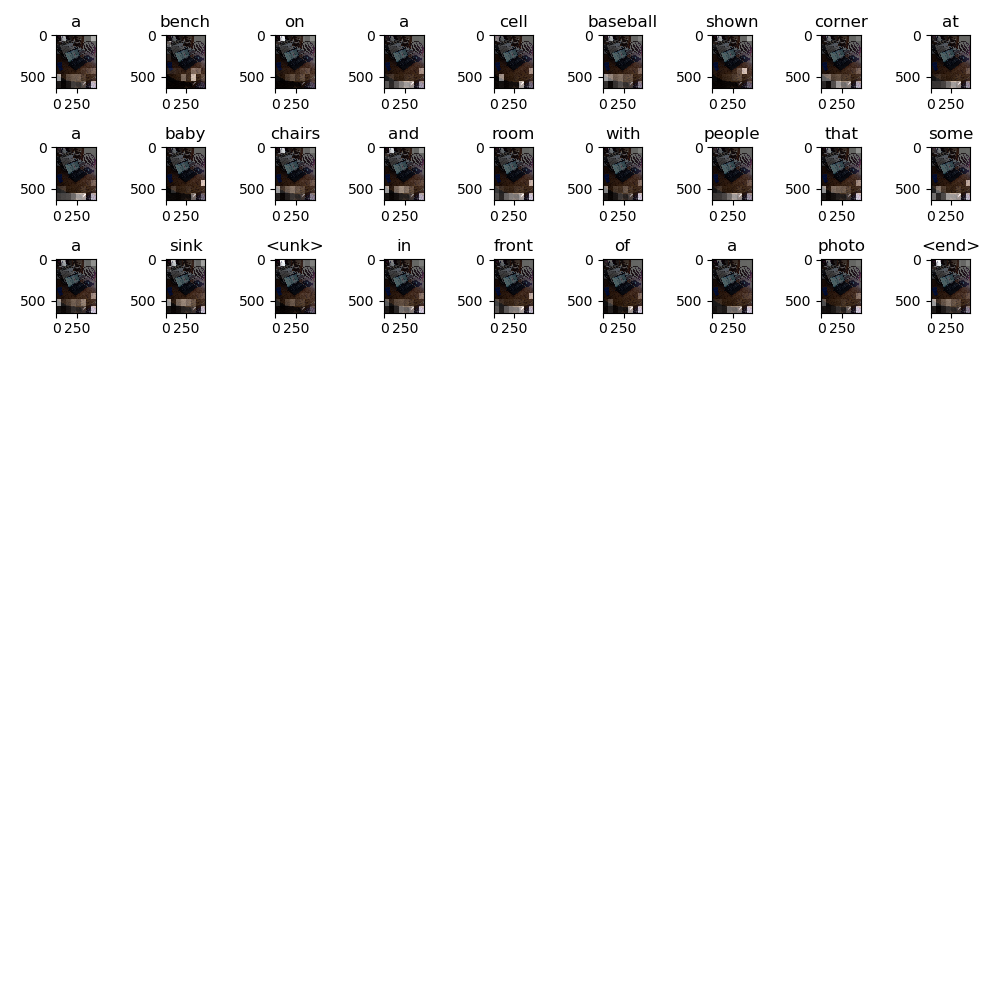 a bench on a cell baseball shown corner at
0 0 0 0 0 0 0 0 0
500 500 500 500 500 500 500 500 500
0 250 0 250 0 250 0 250 0 250 0 250 0 250 0 250 0 250
a baby chairs and room with people that some
0 0 0 0 0 0 0 0 0
500 500 500 500 500 500 500 500 500
0 250 0 250 0 250 0 250 0 250 0 250 0 250 0 250 0 250
a sink <unk> in front of a photo <end>
0 0 0 0 0 0 0 0 0
500 500 500 500 500 500 500 500 500
0 250 0 250 0 250 0 250 0 250 0 250 0 250 0 250 0 250